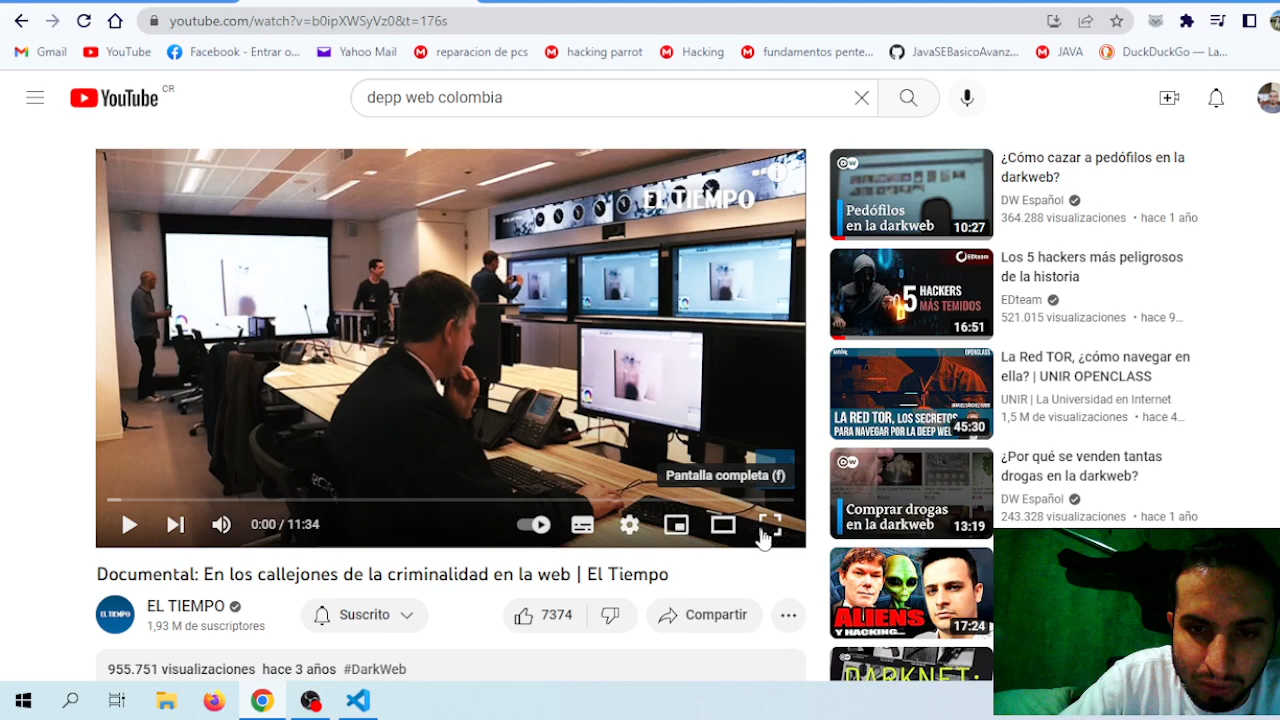 youtube.com/watch?v=b0ipXWSyVz0&t=176s
Gmail
YouTube
Facebook - Entrar o...
Yahoo Mail
reparacion de pcs
hacking parrot
Hacking
fundamentos pente...
JavaSEBasicoAvanz...
JAVA
DuckDuckGo — La...
YouTube CR
depp web colombia
EL TIEMPO
Pantalla completa (f)
0:00 / 11:34
Documental: En los callejones de la criminalidad en la web | El Tiempo
EL TIEMPO
EL TIEMPO
1,93 M de suscriptores
Suscrito
7374
Compartir
955.751 visualizaciones hace 3 años #DarkWeb
DW
Pedófilos
en la darkweb
10:27
¿Cómo cazar a pedófilos en la
darkweb?
DW Español
364.288 visualizaciones • hace 1 año
EDteam
5 HACKERS
MÁS TEMIDOS
16:51
Los 5 hackers más peligrosos
de la historia
EDteam
521.015 visualizaciones • hace 9...
OPENCLASS
LA RED TOR, LOS SECRETOS
PARA NAVEGAR POR LA DEEP WEB
45:30
La Red TOR, ¿cómo navegar en
ella? | UNIR OPENCLASS
UNIR | La Universidad en Internet
1,5 M de visualizaciones • hace 4...
DW
Comprar drogas
en la darkweb
13:19
¿Por qué se venden tantas
drogas en la darkweb?
DW Español
243.328 visualizaciones • hace 1 año
ALIENS
Y HACKING...
17:24
DARKNET: